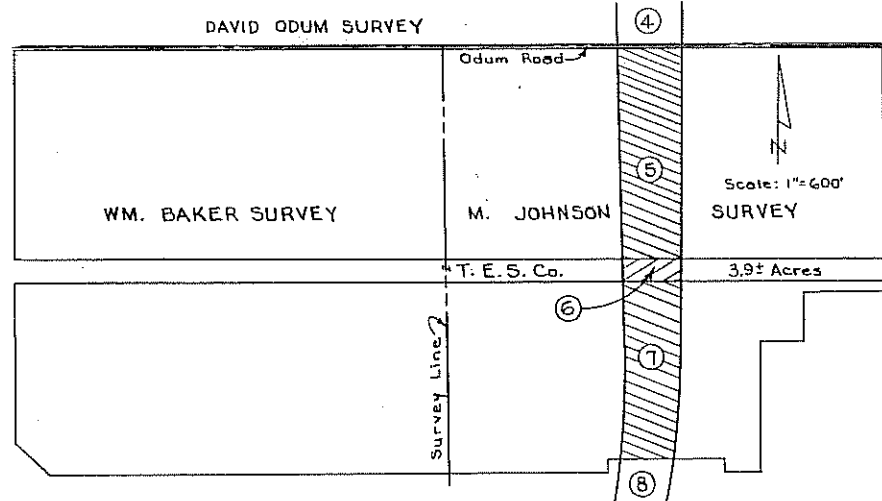 DAVID ODUM SURVEY
④
Odum Road
⑤
N
Scale: 1"=600'
WM. BAKER SURVEY
M. JOHNSON SURVEY
T. E. S. Co.
3.9± Acres
⑥
⑦
Survey Line
⑧